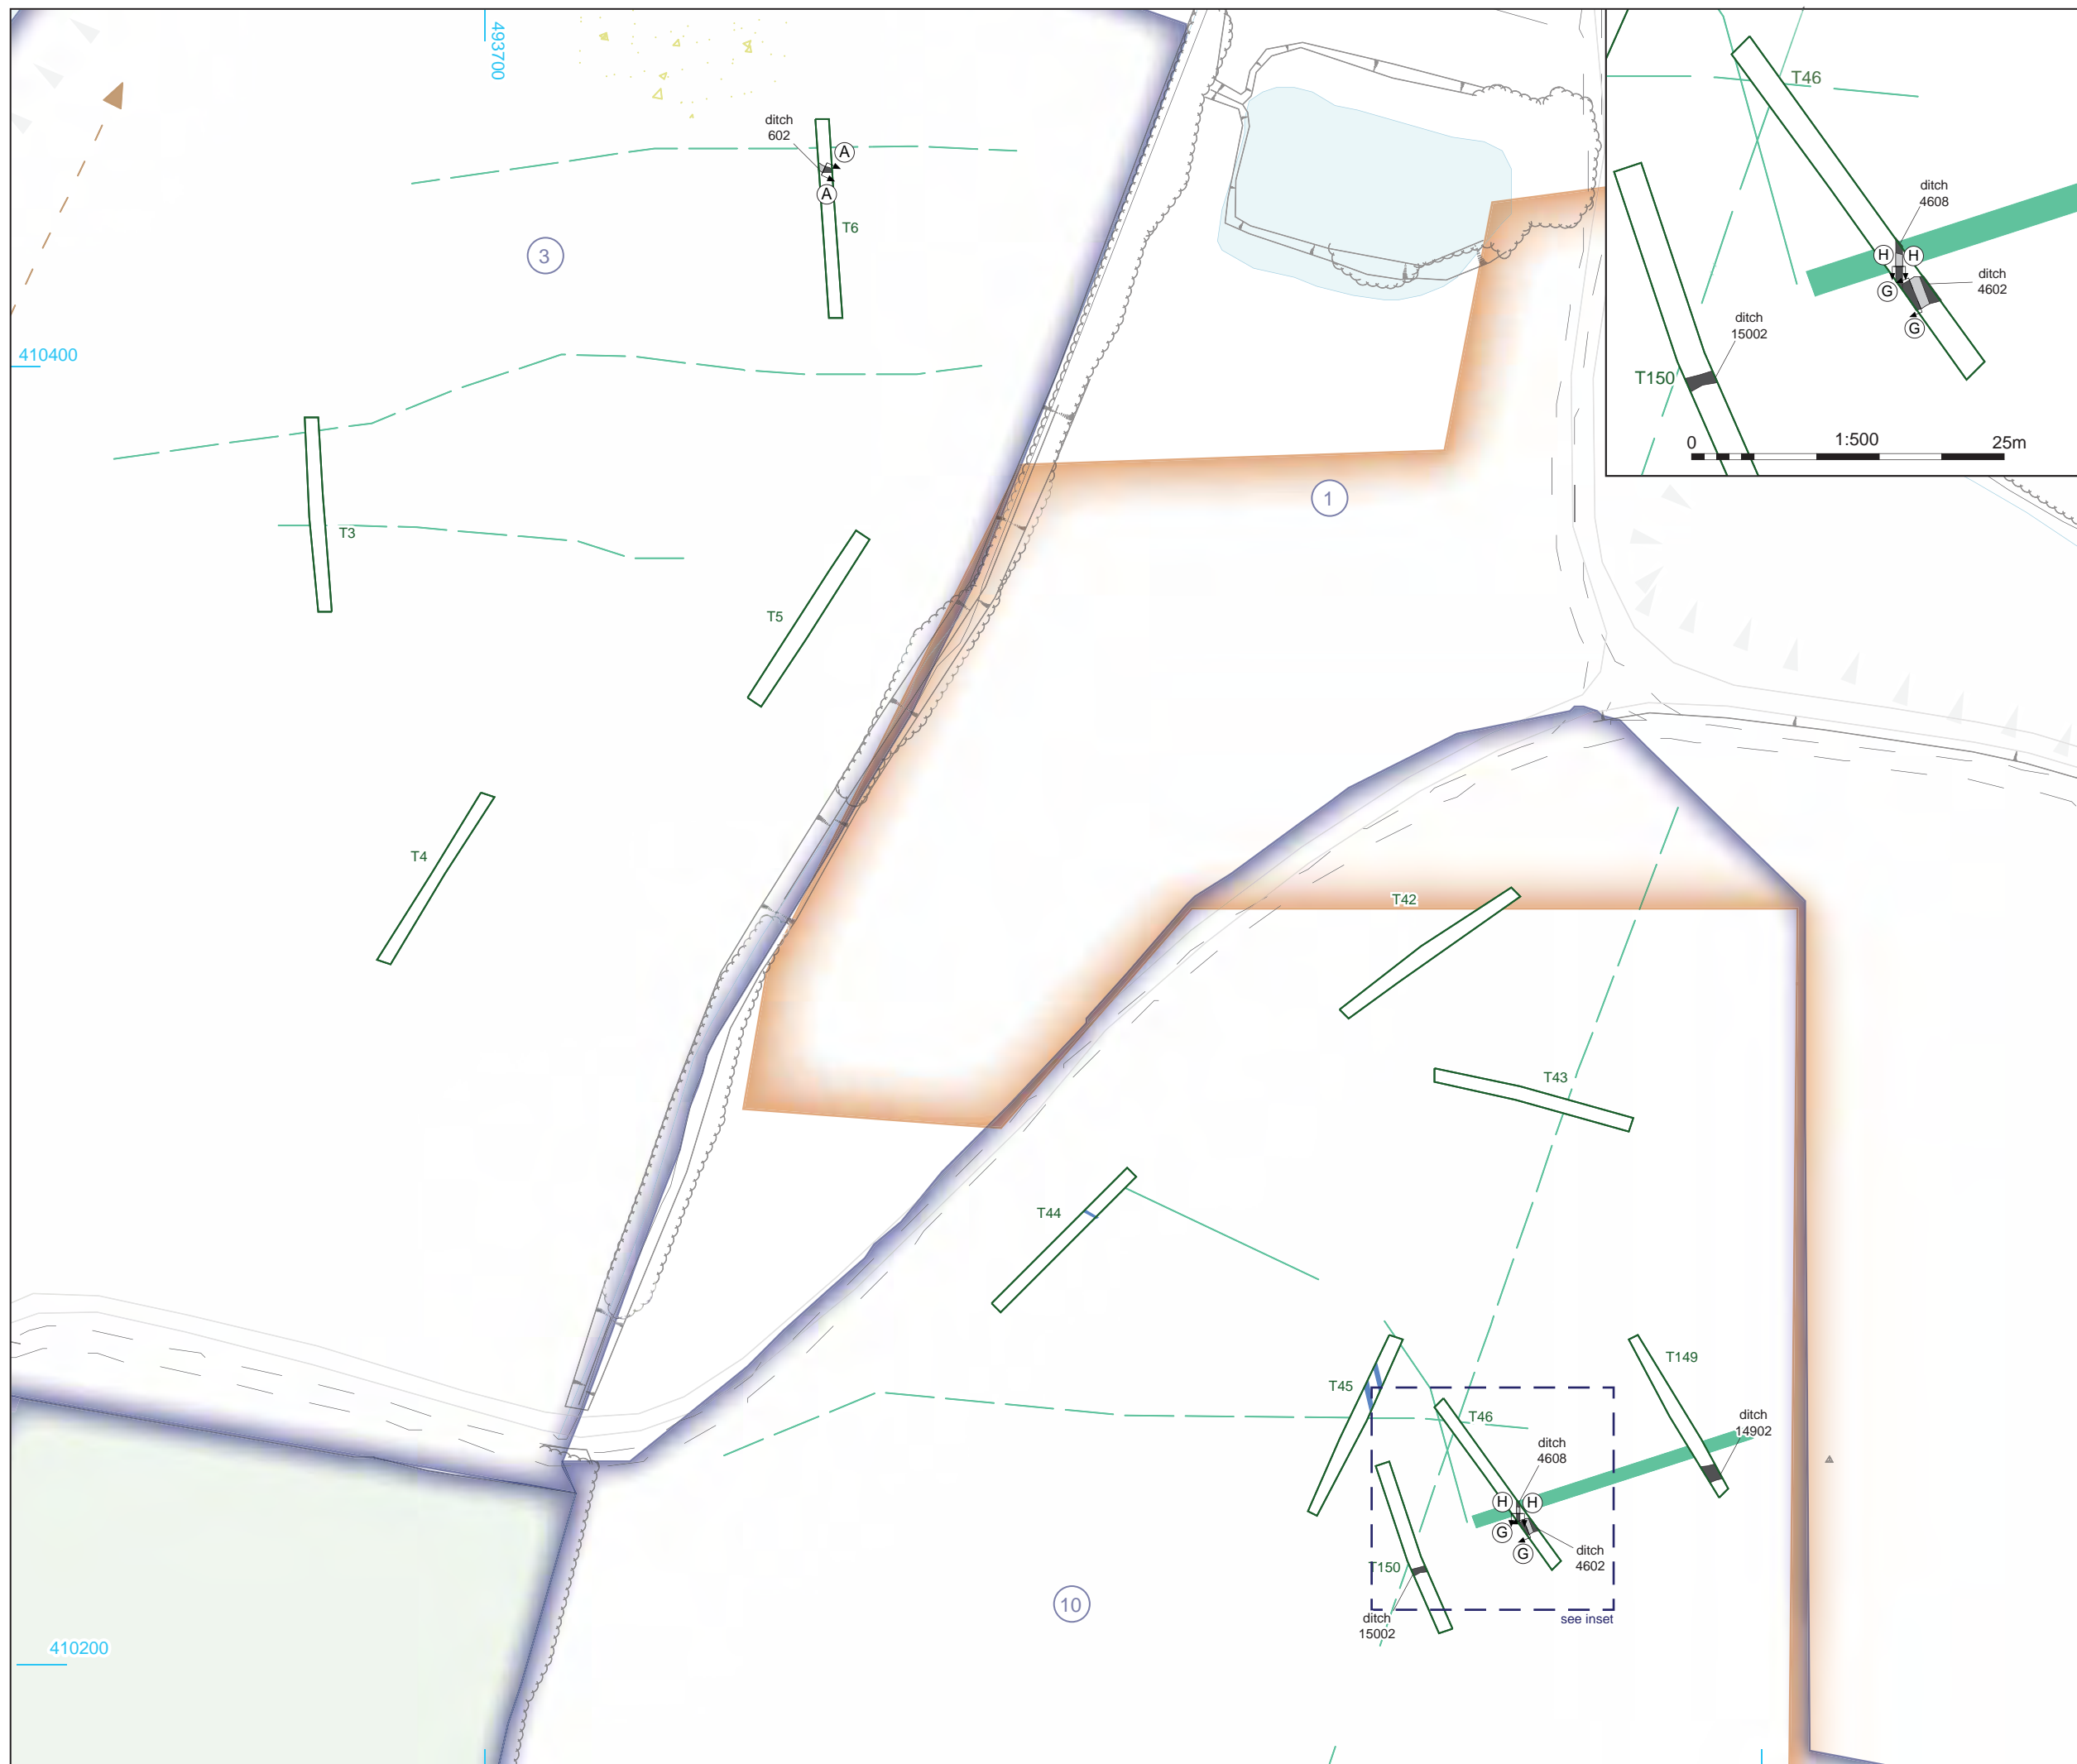 493700
ditch
602
A
A
T6
3
410400
T3
T5
T4
1
T46
ditch
4608
H
H
ditch
4602
G
G
ditch
15002
T150
0
1:500
25m
T42
T43
T44
T149
T45
T46
ditch
14902
ditch
4608
H
H
G
G
ditch
4602
T150
ditch
15002
see inset
10
410200